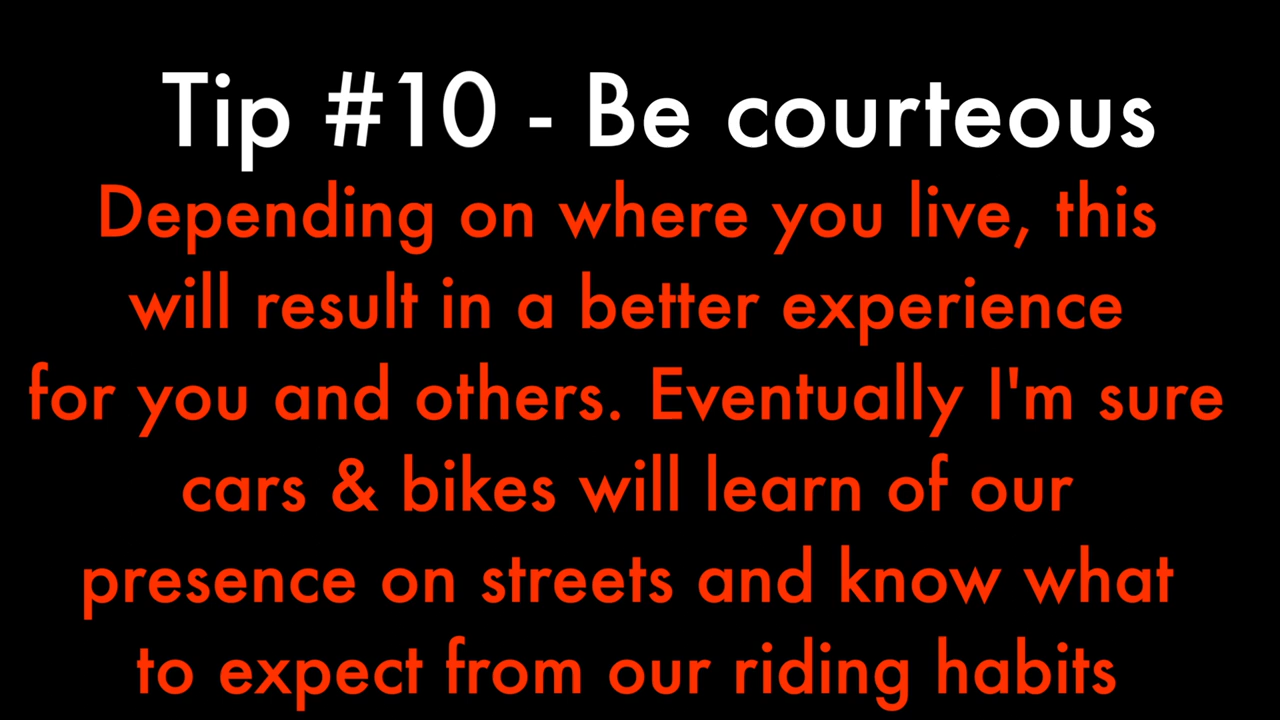 Tip #10 - Be courteous
Depending on where you live, this
will result in a better experience
for you and others. Eventually I'm sure
cars & bikes will learn of our
presence on streets and know what
to expect from our riding habits